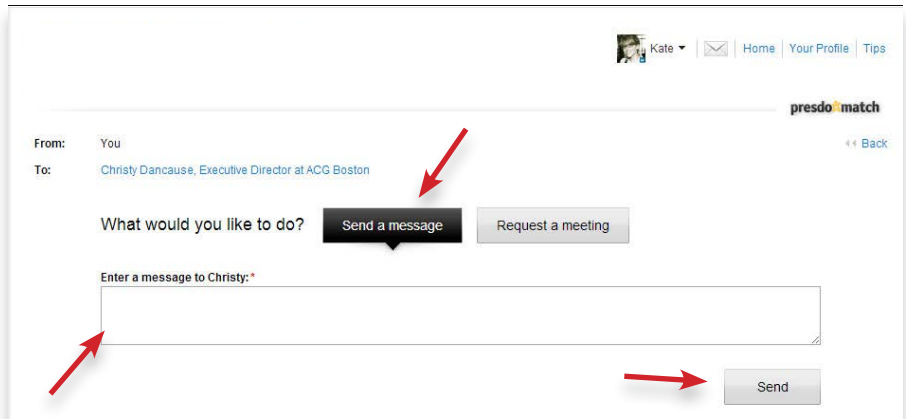 Kate Home Your Profile Tips
presdo match
From: You Back
To: Christy Dancause, Executive Director at ACG Boston
What would you like to do? Send a message Request a meeting
Enter a message to Christy:*
Send